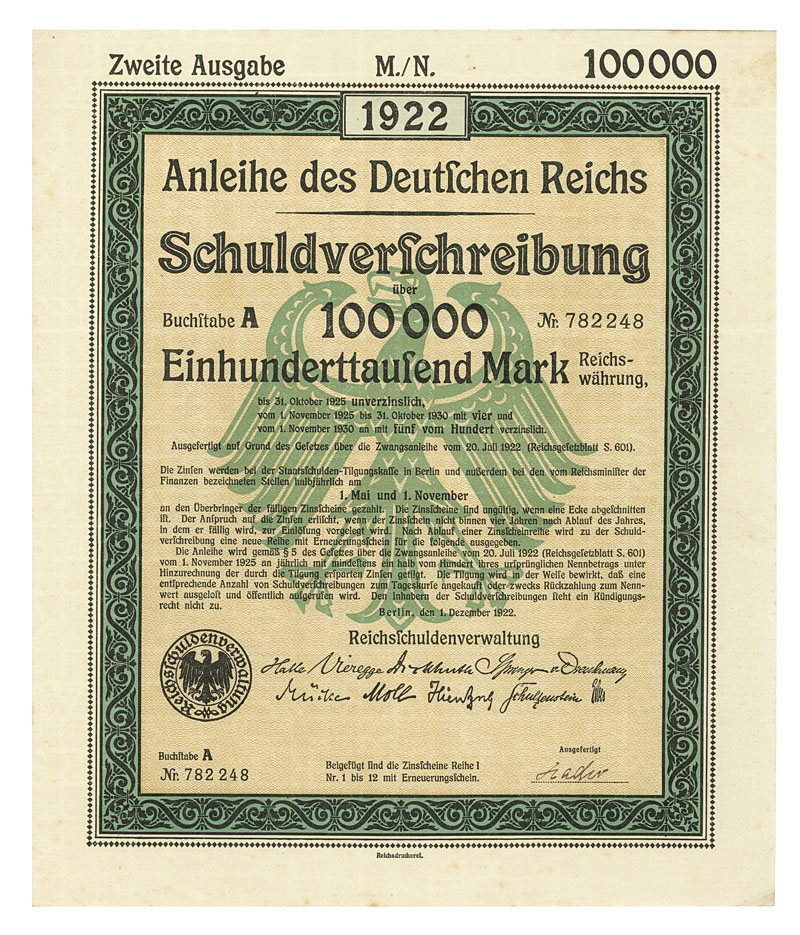 Zweite Ausgabe M./N. 100000
1922
Anleihe des Deutſchen Reichs
Schuldverſchreibung
über
Buchſtabe A 100000 Nr. 782248
Einhunderttauſend Mark Reichs-
währung,
bis 31. Oktober 1925 unverzinslich,
vom 1. November 1925 bis 31. Oktober 1930 mit vier und
vom 1. November 1930 an mit fünf vom Hundert verzinslich.
Ausgefertigt auf Grund des Geſetzes über die Zwangsanleihe vom 20. Juli 1922 (Reichsgeſetzblatt S. 601).
Die Zinſen werden bei der Staatsſchulden-Tilgungskaſſe in Berlin und außerdem bei den vom Reichsminiſter der
Finanzen bezeichneten Stellen halbjährlich am
1. Mai und 1. November
an den Überbringer der fälligen Zinsſcheine gezahlt. Die Zinsſcheine ſind ungültig, wenn eine Ecke abgeſchnitten
iſt. Der Anſpruch auf die Zinſen erliſcht, wenn der Zinsſchein nicht binnen vier Jahren nach Ablauf des Jahres,
in dem er fällig wird, zur Einlöſung vorgelegt wird. Nach Ablauf einer Zinsſcheinreihe wird zu der Schuld-
verſchreibung eine neue Reihe mit Erneuerungsſchein für die folgende ausgegeben.
Die Anleihe wird gemäß § 5 des Geſetzes über die Zwangsanleihe vom 20. Juli 1922 (Reichsgeſetzblatt S. 601)
vom 1. November 1925 an jährlich mit mindeſtens ein halb vom Hundert ihres urſprünglichen Nennbetrags unter
Hinzurechnung der durch die Tilgung erſparten Zinſen getilgt. Die Tilgung wird in der Weiſe bewirkt, daß eine
entſprechende Anzahl von Schuldverſchreibungen zum Tageskurſe angekauft oder zwecks Rückzahlung zum Nenn-
wert ausgeloſt und öffentlich aufgerufen wird. Den Inhabern der Schuldverſchreibungen ſteht ein Kündigungs-
recht nicht zu.
Berlin, den 1. Dezember 1922.
Reichsſchuldenverwaltung
Reichsſchuldenverwaltung
Halle Vieregge Springer
Mücke Moll Schulzenstein
Buchſtabe A
Nr. 782248
Beigefügt ſind die Zinsſcheine Reihe I
Nr. 1 bis 12 mit Erneuerungsſchein.
Ausgefertigt
Reichsdruckerei.